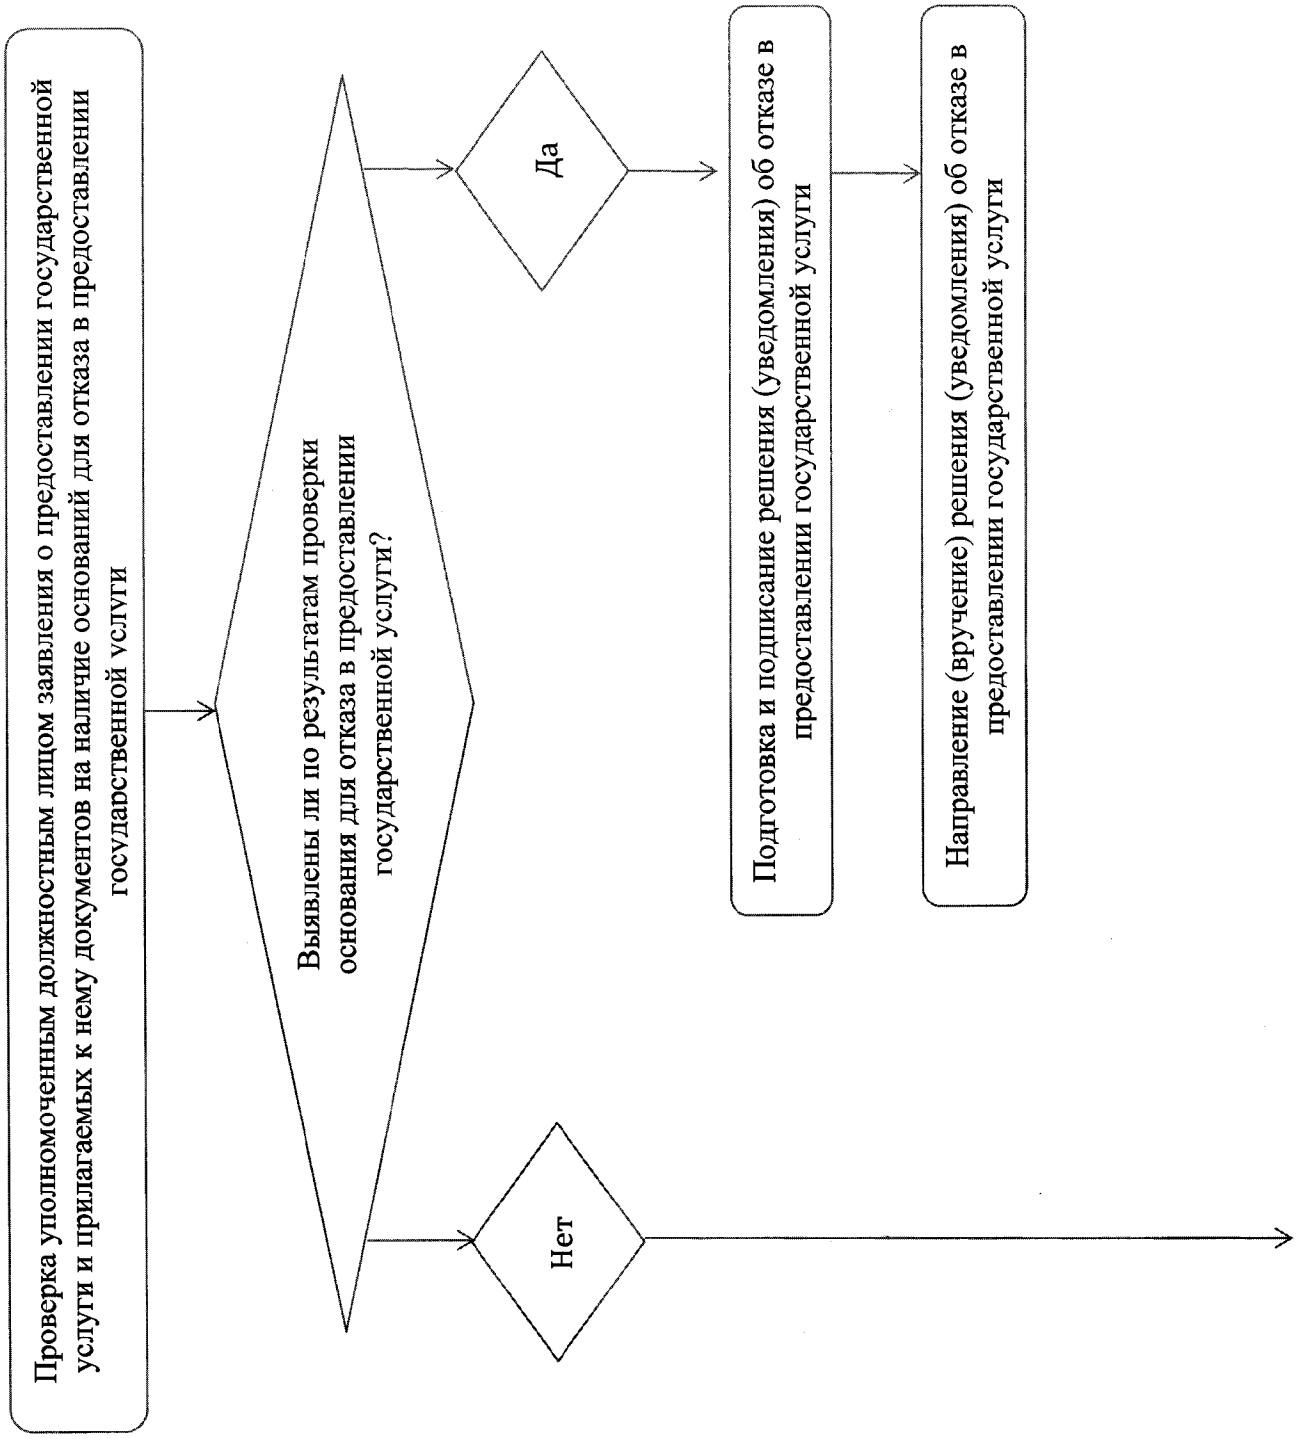 Проверка уполномоченным должностным лицом заявления о предоставлении государственной
услуги и прилагаемых к нему документов на наличие оснований для отказа в предоставлении
государственной услуги
Выявлены ли по результатам проверки
основания для отказа в предоставлении
государственной услуги?
Нет
Да
Подготовка и подписание решения (уведомления) об отказе в
предоставлении государственной услуги
Направление (вручение) решения (уведомления) об отказе в
предоставлении государственной услуги